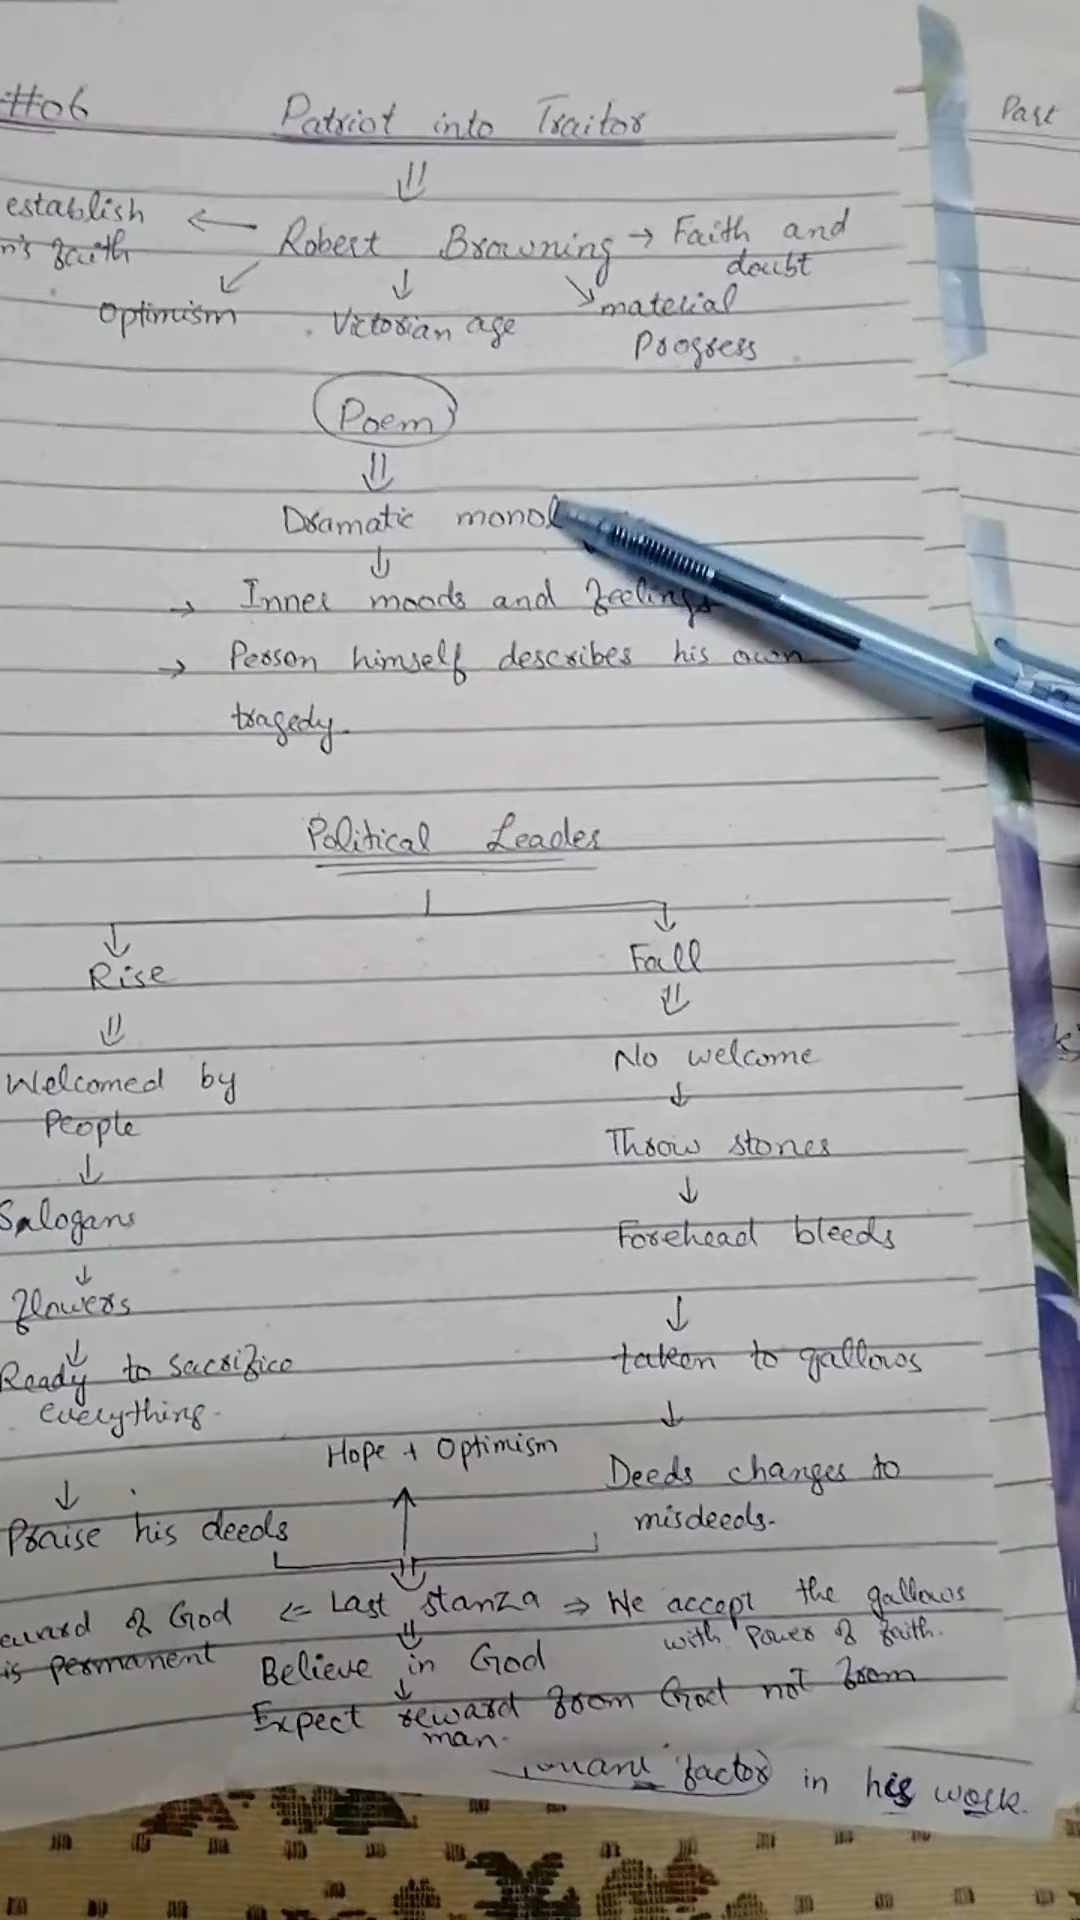 #06 Patriot into Traitor
Part
establish ← Robert Browning → Faith and
n's faith doubt
Optimism Victorian age material
Progress
Poem
Dramatic monol
→ Inner moods and feelings
→ Person himself describes his own
tragedy.
Political Leader
Rise Fall
Welcomed by No welcome
People
Throw stones
Slogans
Forehead bleeds
flowers
Ready to sacrifice taken to gallows
everything.
Hope + Optimism
Deeds changes to
Praise his deeds misdeeds.
of God ⇐ Last stanza ⇒ We accept the gallows
is permanent with Power of faith.
Believe in God
Expect reward from God not from
man.
factor in his work.